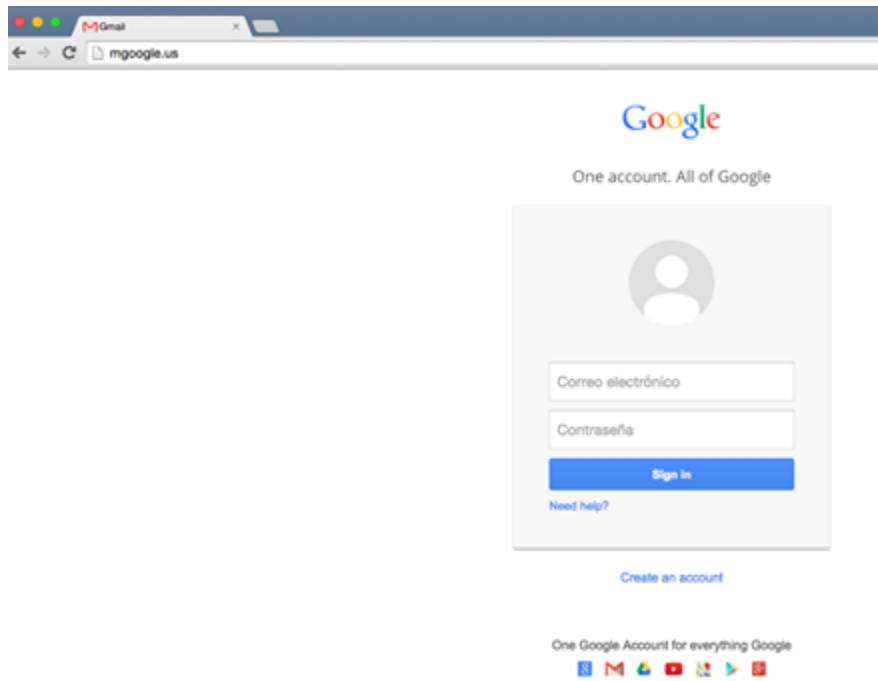 Gmail
mgoogle.us
Google
One account. All of Google
Correo electrónico
Contraseña
Sign in
Need help?
Create an account
One Google Account for everything Google